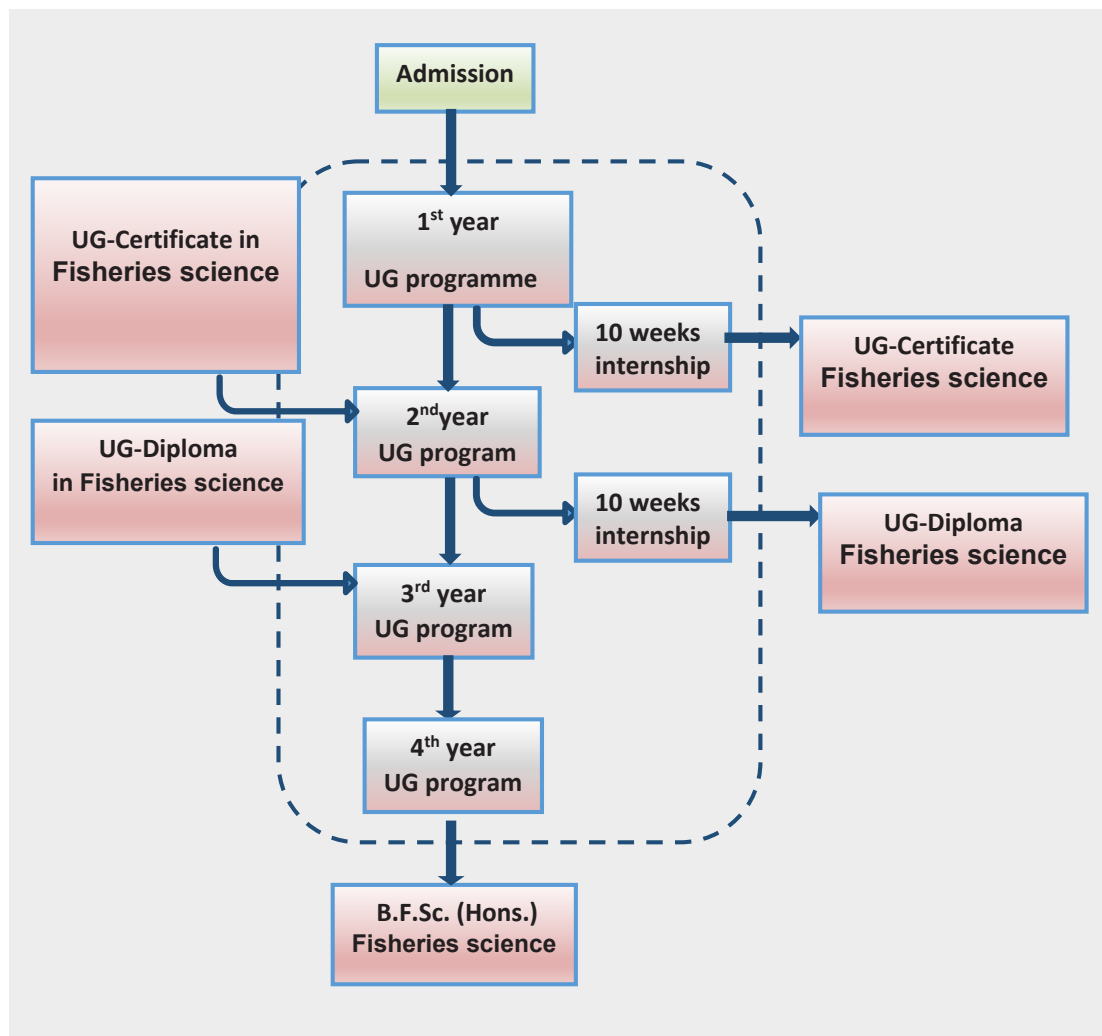 Admission
1st year
UG programme
UG-Certificate in
Fisheries science
10 weeks
internship
UG-Certificate
Fisheries science
2nd year
UG program
UG-Diploma
in Fisheries science
10 weeks
internship
UG-Diploma
Fisheries science
3rd year
UG program
4th year
UG program
B.F.Sc. (Hons.)
Fisheries science